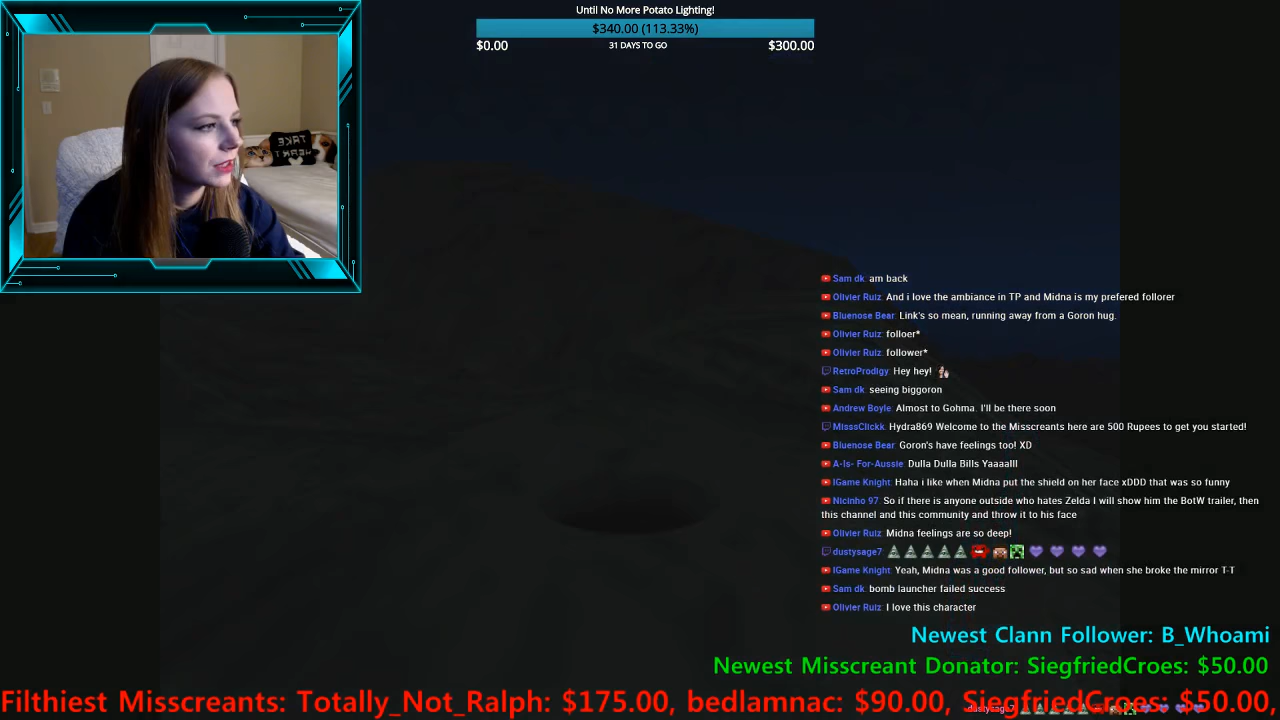 Until No More Potato Lighting!
$340.00 (113.33%)
$0.00 31 DAYS TO GO $300.00
TAKE
HEART
Sam dk: am back
Olivier Ruiz: And i love the ambiance in TP and Midna is my prefered follorer
Bluenose Bear: Link's so mean, running away from a Goron hug.
Olivier Ruiz: folloer*
Olivier Ruiz: follower*
RetroProdigy: Hey hey!
Sam dk: seeing biggoron
Andrew Boyle: Almost to Gohma. I'll be there soon
MisssClickk: Hydra869 Welcome to the Misscreants here are 500 Rupees to get you started!
Bluenose Bear: Goron's have feelings too! XD
A-Is- For-Aussie: Dulla Dulla Bills Yaaaalll
IGame Knight: Haha i like when Midna put the shield on her face xDDD that was so funny
Nicinho 97: So if there is anyone outside who hates Zelda I will show him the BotW trailer, then
this channel and this community and throw it to his face
Olivier Ruiz: Midna feelings are so deep!
dustysage7:
IGame Knight: Yeah, Midna was a good follower, but so sad when she broke the mirror T-T
Sam dk: bomb launcher failed success
Olivier Ruiz: I love this character
Newest Clann Follower: B_Whoami
Newest Misscreant Donator: SiegfriedCroes: $50.00
Filthiest Misscreants: Totally_Not_Ralph: $175.00, bedlamnac: $90.00, SiegfriedCroes: $50.00,
dustysage7: